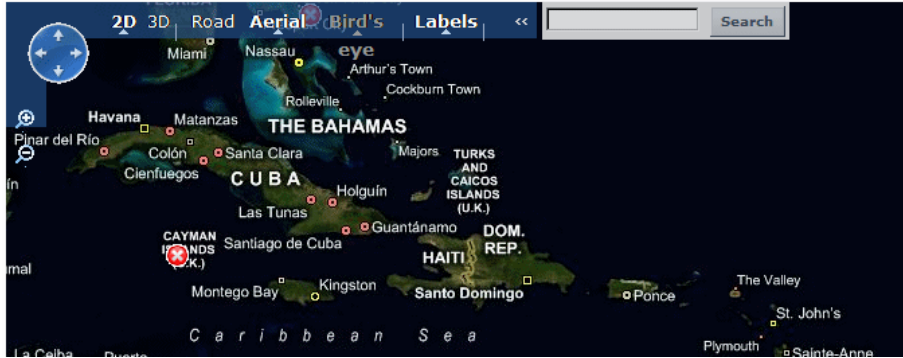 2D 3D Road Aerial Bird's eye Labels « Search
Miami
Nassau
Arthur's Town
Cockburn Town
Rolleville
Havana
Matanzas
THE BAHAMAS
Pinar del Río
Colón
Santa Clara
Majors
TURKS
AND
CAICOS
ISLANDS
(U.K.)
Cienfuegos
CUBA
Holguín
Las Tunas
Guantánamo
CAYMAN
Santiago de Cuba
DOM.
REP.
HAITI
Montego Bay
Kingston
Santo Domingo
Ponce
The Valley
St. John's
Caribbean Sea
Plymouth
La Ceiba
Puerto
Sainte-Anne